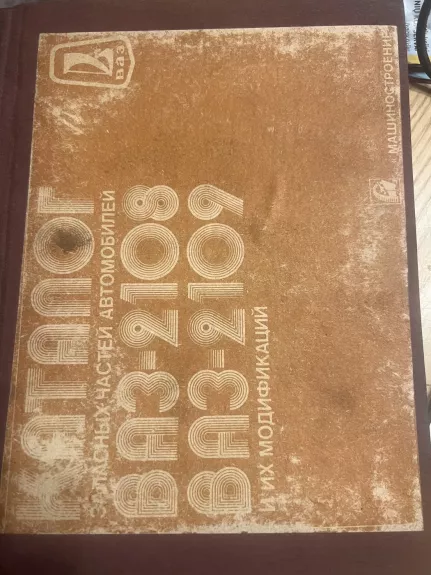 ВАЗ
КАТАЛОГ
ЗАПАСНЫХ ЧАСТЕЙ АВТОМОБИЛЕЙ
ВАЗ-2108
ВАЗ-2109
И ИХ МОДИФИКАЦИЙ
«МАШИНОСТРОЕНИЕ